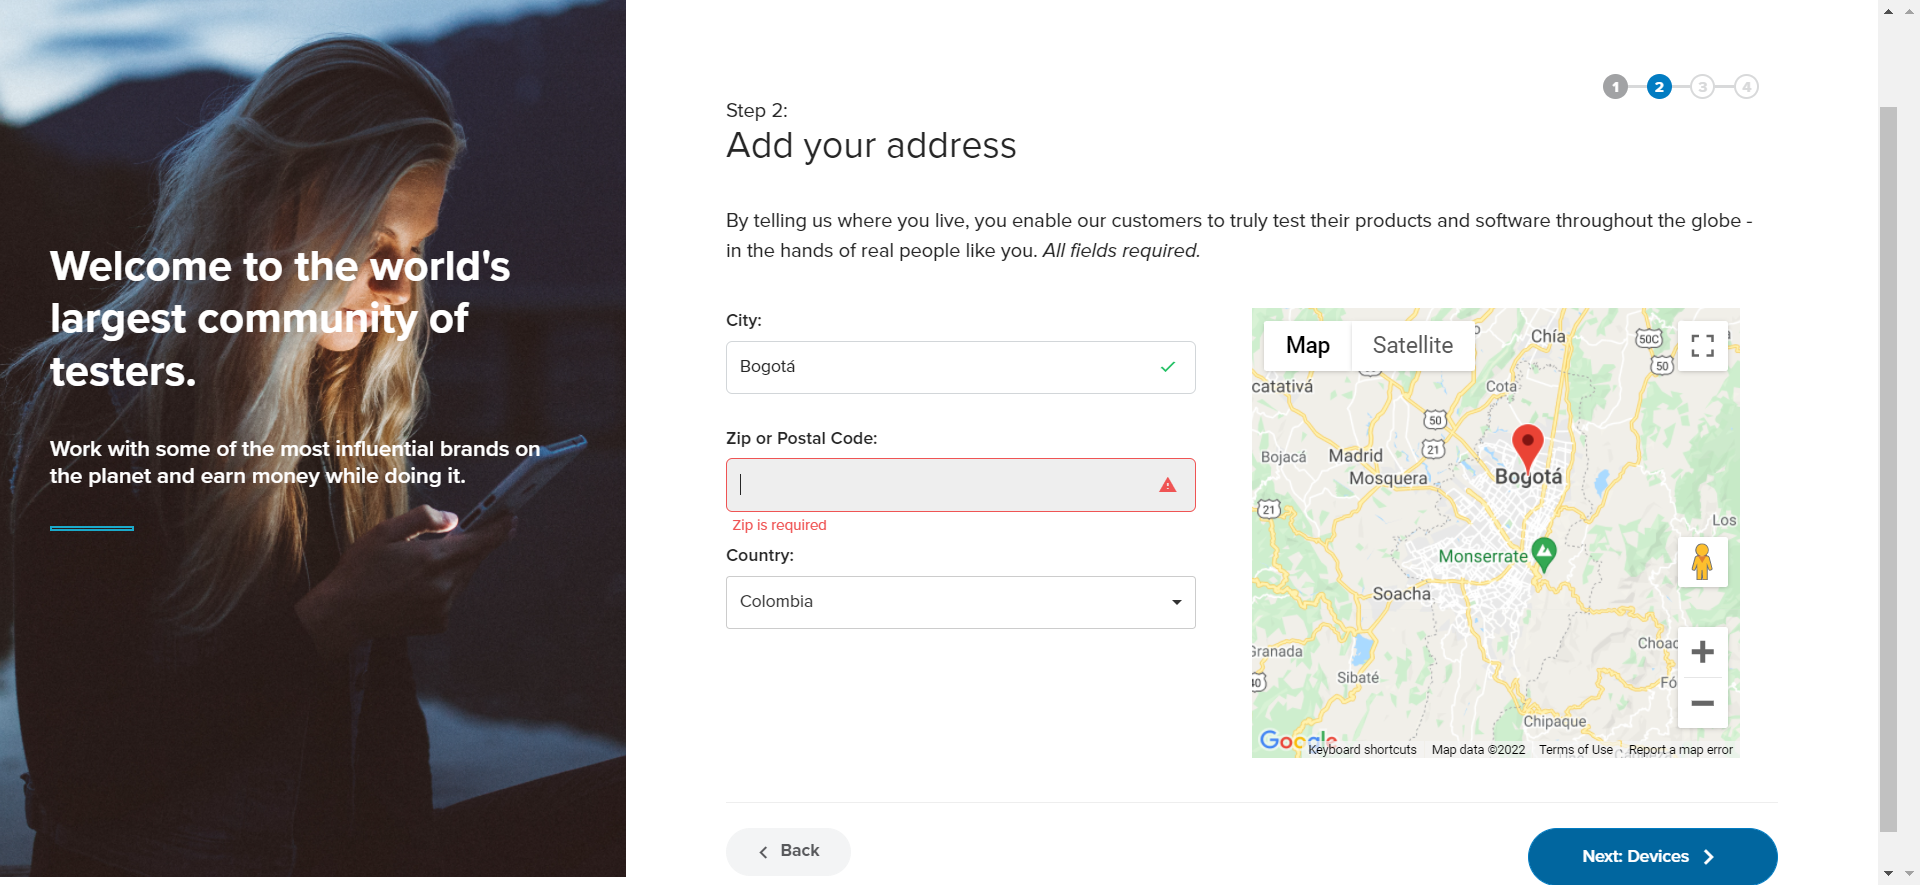 Welcome to the world's
largest community of
testers.
Work with some of the most influential brands on
the planet and earn money while doing it.
1
2
3
4
Step 2:
Add your address
By telling us where you live, you enable our customers to truly test their products and software throughout the globe -
in the hands of real people like you. All fields required.
City:
Bogotá
Zip or Postal Code:
Zip is required
Country:
Colombia
Map
Satellite
Chía
50C
50
catativá
Cota
50
21
Bojacá
Madrid
Mosquera
Bogotá
21
Los
Monserrate
Soacha
Choac
Granada
40
Sibaté
Fó
Chipaque
Google
Keyboard shortcuts
Map data ©2022
Terms of Use
Report a map error
Back
Next: Devices